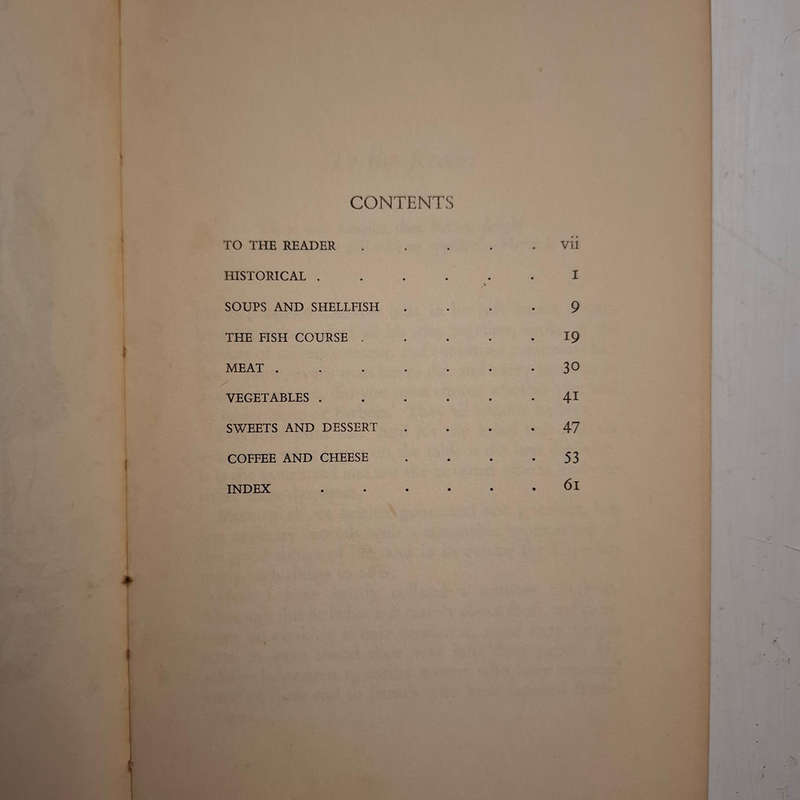 CONTENTS
TO THE READER . . . . . vii
HISTORICAL . . . . . . 1
SOUPS AND SHELLFISH . . . . 9
THE FISH COURSE . . . . . 19
MEAT . . . . . . . 30
VEGETABLES . . . . . . 41
SWEETS AND DESSERT . . . . 47
COFFEE AND CHEESE . . . . 53
INDEX . . . . . . 61